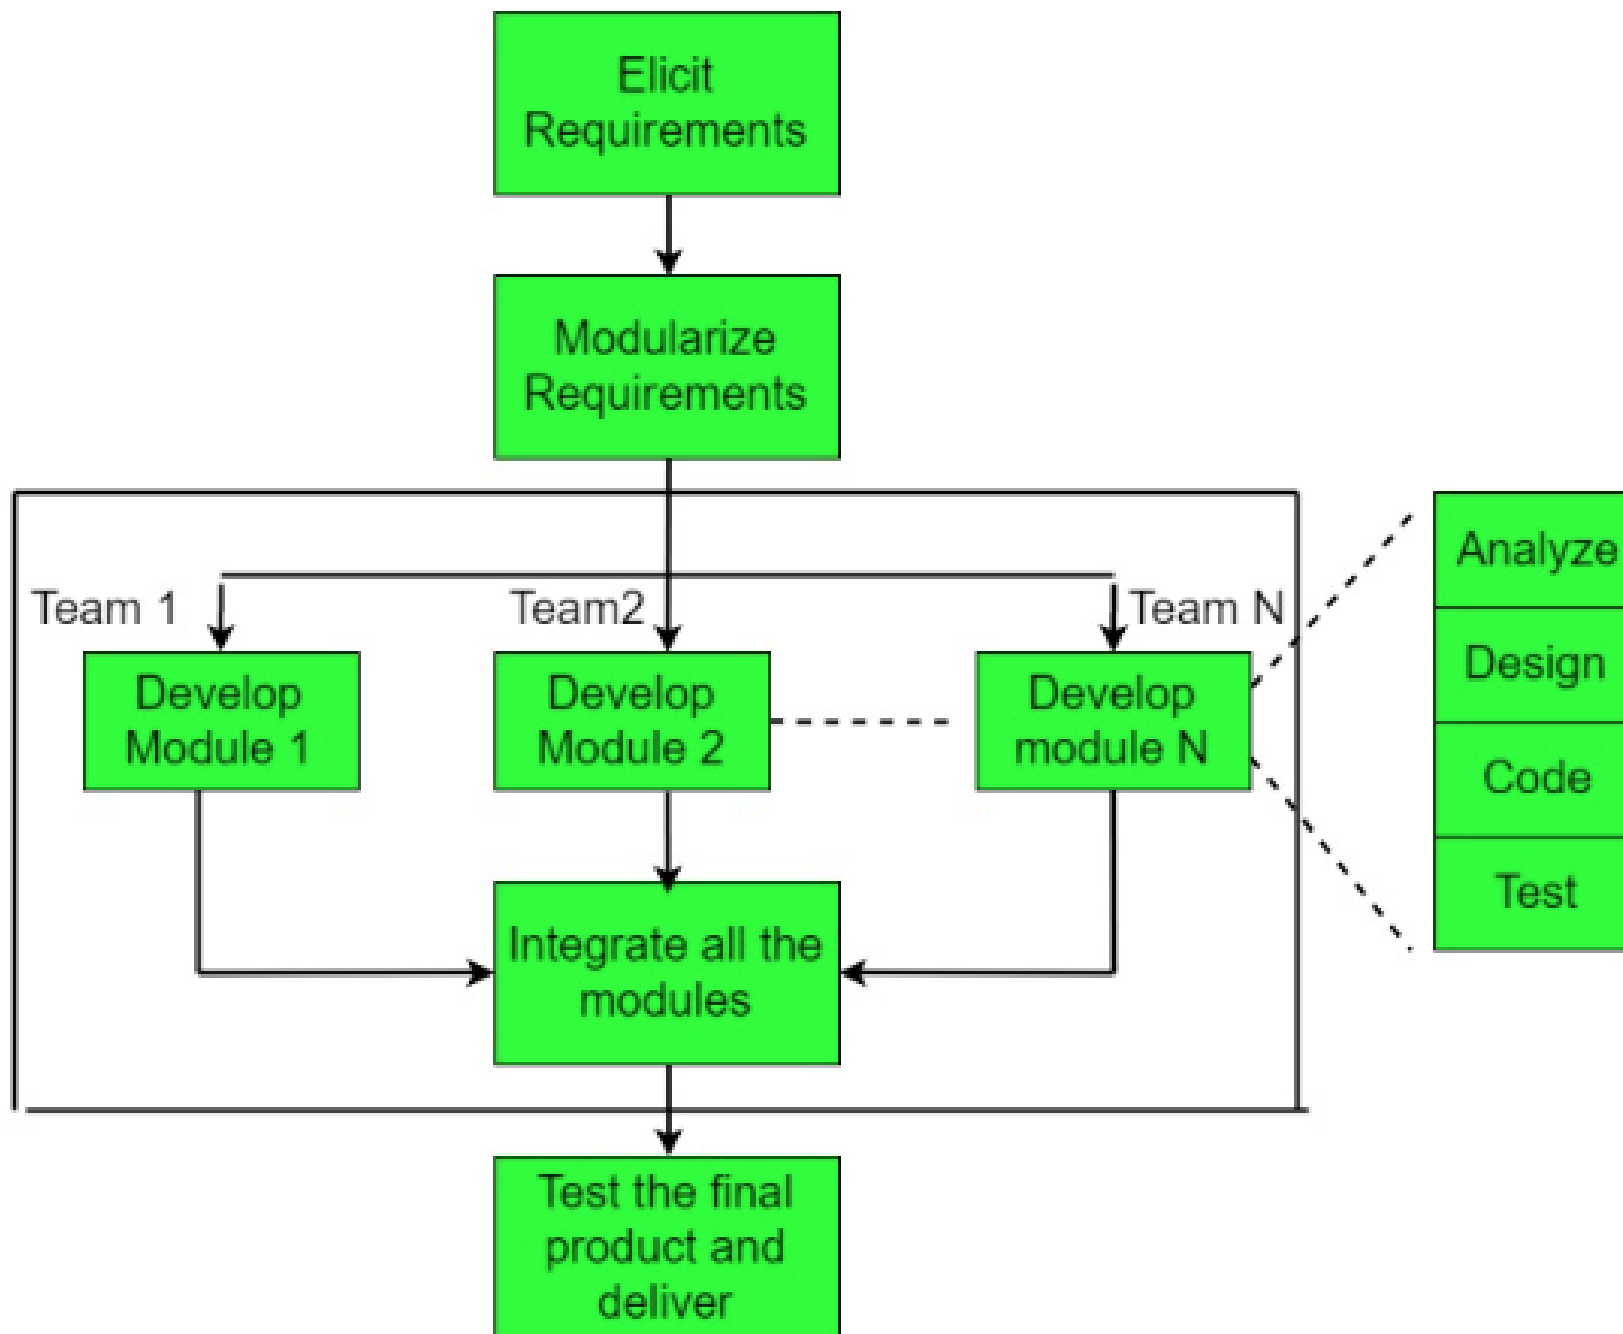 Elicit
Requirements
Modularize
Requirements
Team 1
Team2
Team N
Develop
Module 1
Develop
Module 2
Develop
module N
Analyze
Design
Code
Test
Integrate all the
modules
Test the final
product and
deliver